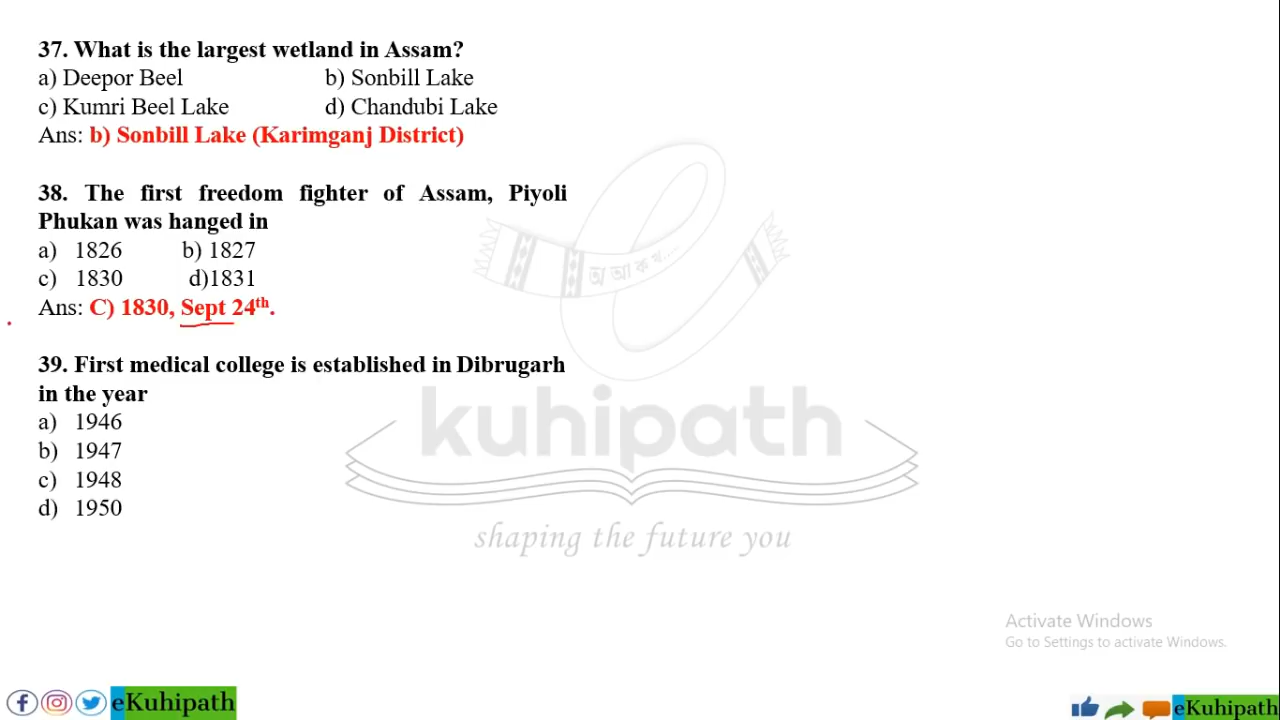 37. What is the largest wetland in Assam?
a) Deepor Beel b) Sonbill Lake
c) Kumri Beel Lake d) Chandubi Lake
Ans: b) Sonbill Lake (Karimganj District)
38. The first freedom fighter of Assam, Piyoli
Phukan was hanged in
a) 1826 b) 1827
c) 1830 d)1831
Ans: C) 1830, Sept 24th.
39. First medical college is established in Dibrugarh
in the year
a) 1946
b) 1947
c) 1948
d) 1950
অ আ ক খ....
kuhipath
shaping the future you
Activate Windows
Go to Settings to activate Windows.
eKuhipath
eKuhipath